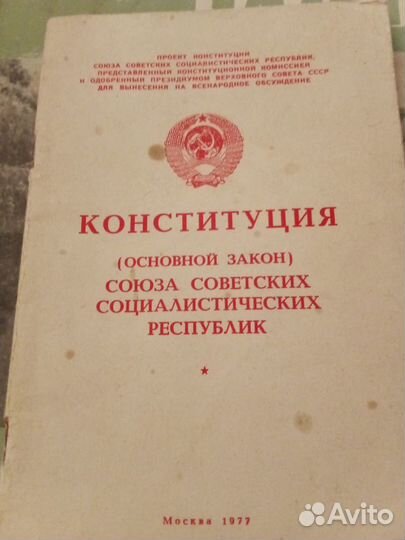 ПРОЕКТ КОНСТИТУЦИИ
СОЮЗА СОВЕТСКИХ СОЦИАЛИСТИЧЕСКИХ РЕСПУБЛИК,
ПРЕДСТАВЛЕННЫЙ КОНСТИТУЦИОННОЙ КОМИССИЕЙ
И ОДОБРЕННЫЙ ПРЕЗИДИУМОМ ВЕРХОВНОГО СОВЕТА СССР
ДЛЯ ВЫНЕСЕНИЯ НА ВСЕНАРОДНОЕ ОБСУЖДЕНИЕ
КОНСТИТУЦИЯ
(ОСНОВНОЙ ЗАКОН)
СОЮЗА СОВЕТСКИХ
СОЦИАЛИСТИЧЕСКИХ
РЕСПУБЛИК
Москва 1977
Avito